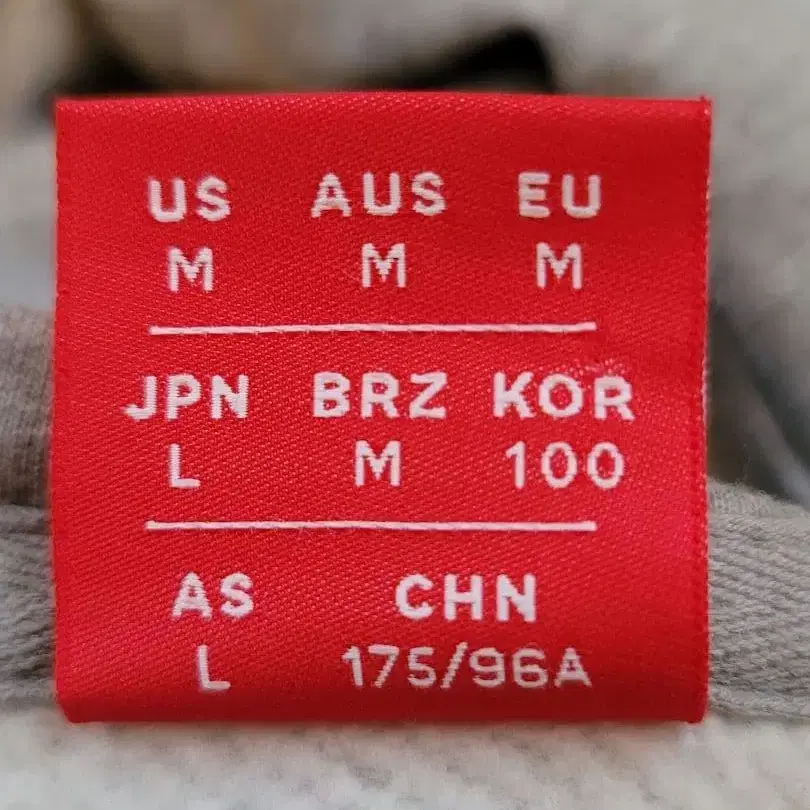 US AUS EU
M M M
JPN BRZ KOR
L M 100
AS CHN
L 175/96A